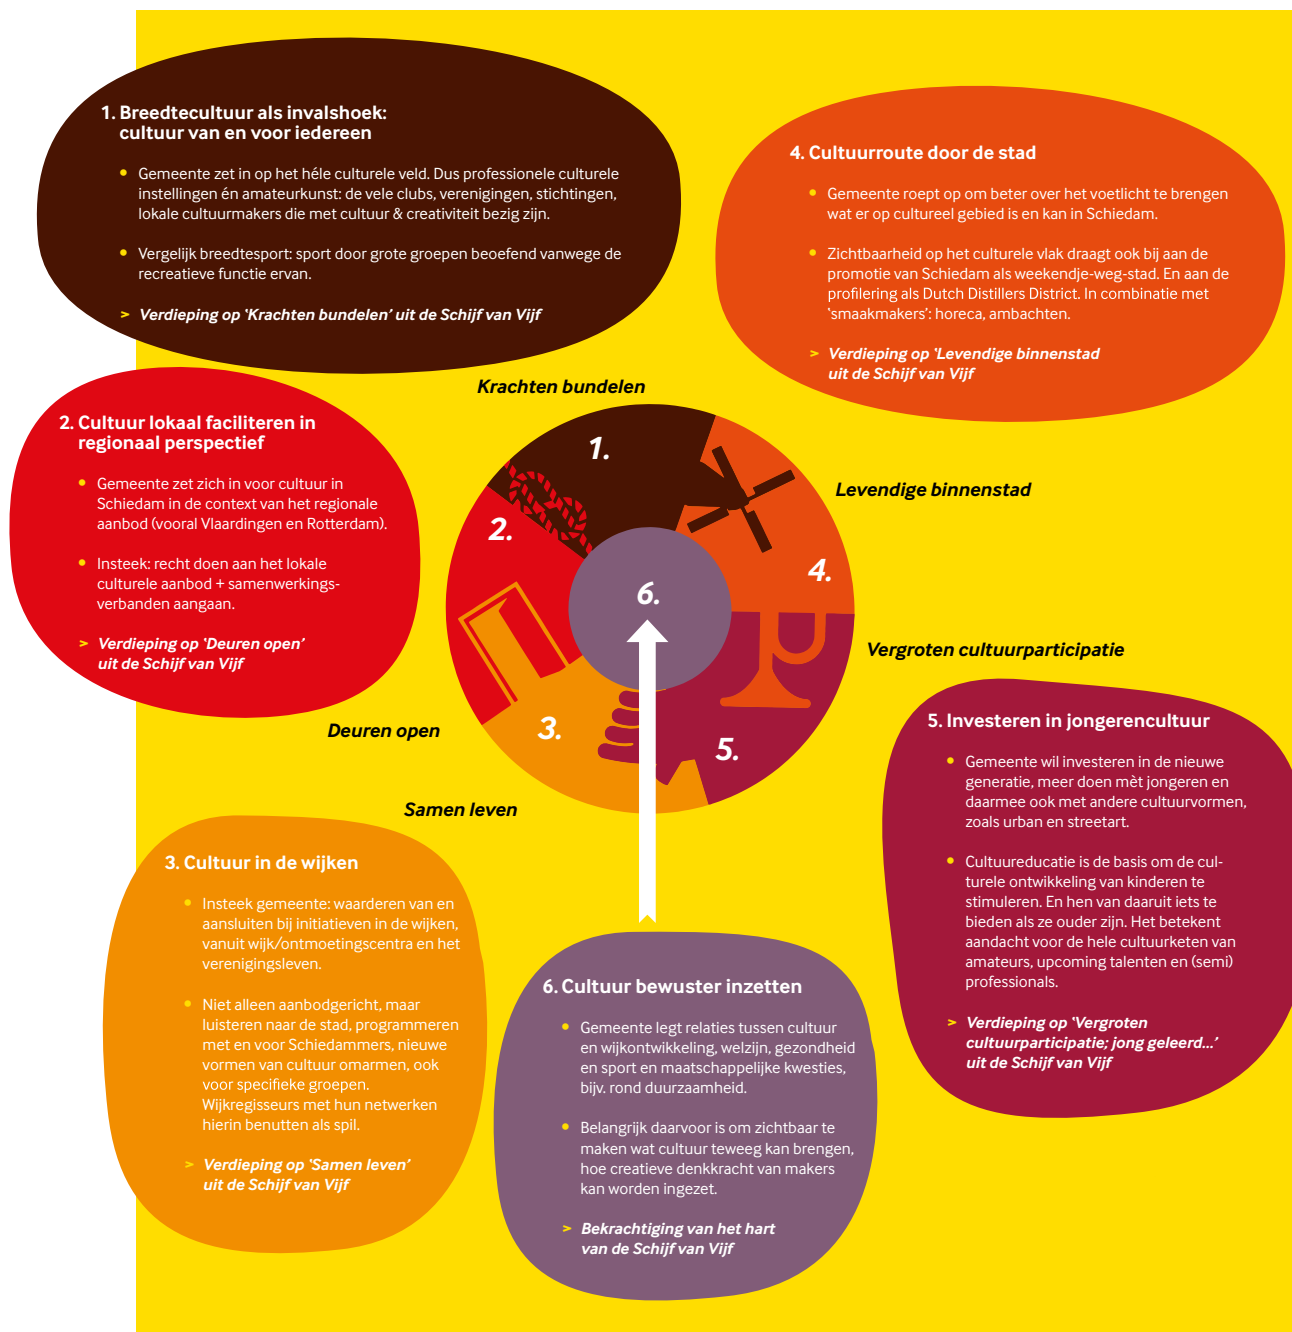 1. Breedtecultuur als invalshoek:
cultuur van en voor iedereen
• Gemeente zet in op het héle culturele veld. Dus professionele culturele
instellingen én amateurkunst: de vele clubs, verenigingen, stichtingen,
lokale cultuurmakers die met cultuur & creativiteit bezig zijn.
• Vergelijk breedtesport: sport door grote groepen beoefend vanwege de
recreatieve functie ervan.
> Verdieping op ‘Krachten bundelen’ uit de Schijf van Vijf
4. Cultuurroute door de stad
• Gemeente roept op om beter over het voetlicht te brengen
wat er op cultureel gebied is en kan in Schiedam.
• Zichtbaarheid op het culturele vlak draagt ook bij aan de
promotie van Schiedam als weekendje-weg-stad. En aan de
profilering als Dutch Distillers District. In combinatie met
‘smaakmakers’: horeca, ambachten.
> Verdieping op ‘Levendige binnenstad
uit de Schijf van Vijf
2. Cultuur lokaal faciliteren in
regionaal perspectief
• Gemeente zet zich in voor cultuur in
Schiedam in de context van het regionale
aanbod (vooral Vlaardingen en Rotterdam).
• Insteek: recht doen aan het lokale
culturele aanbod + samenwerkings-
verbanden aangaan.
> Verdieping op ‘Deuren open’
uit de Schijf van Vijf
Krachten bundelen
Levendige binnenstad
Vergroten cultuurparticipatie
Deuren open
Samen leven
1.
2.
3.
4.
5.
6.
3. Cultuur in de wijken
• Insteek gemeente: waarderen van en
aansluiten bij initiatieven in de wijken,
vanuit wijk/ontmoetingscentra en het
verenigingsleven.
• Niet alleen aanbodgericht, maar
luisteren naar de stad, programmeren
met en voor Schiedammers, nieuwe
vormen van cultuur omarmen, ook
voor specifieke groepen.
Wijkregisseurs met hun netwerken
hierin benutten als spil.
> Verdieping op ‘Samen leven’
uit de Schijf van Vijf
5. Investeren in jongerencultuur
• Gemeente wil investeren in de nieuwe
generatie, meer doen mèt jongeren en
daarmee ook met andere cultuurvormen,
zoals urban en streetart.
• Cultuureducatie is de basis om de cul-
turele ontwikkeling van kinderen te
stimuleren. En hen van daaruit iets te
bieden als ze ouder zijn. Het betekent
aandacht voor de hele cultuurketen van
amateurs, upcoming talenten en (semi)
professionals.
> Verdieping op ‘Vergroten
cultuurparticipatie; jong geleerd...’
uit de Schijf van Vijf
6. Cultuur bewuster inzetten
• Gemeente legt relaties tussen cultuur
en wijkontwikkeling, welzijn, gezondheid
en sport en maatschappelijke kwesties,
bijv. rond duurzaamheid.
• Belangrijk daarvoor is om zichtbaar te
maken wat cultuur teweeg kan brengen,
hoe creatieve denkkracht van makers
kan worden ingezet.
> Bekrachtiging van het hart
van de Schijf van Vijf